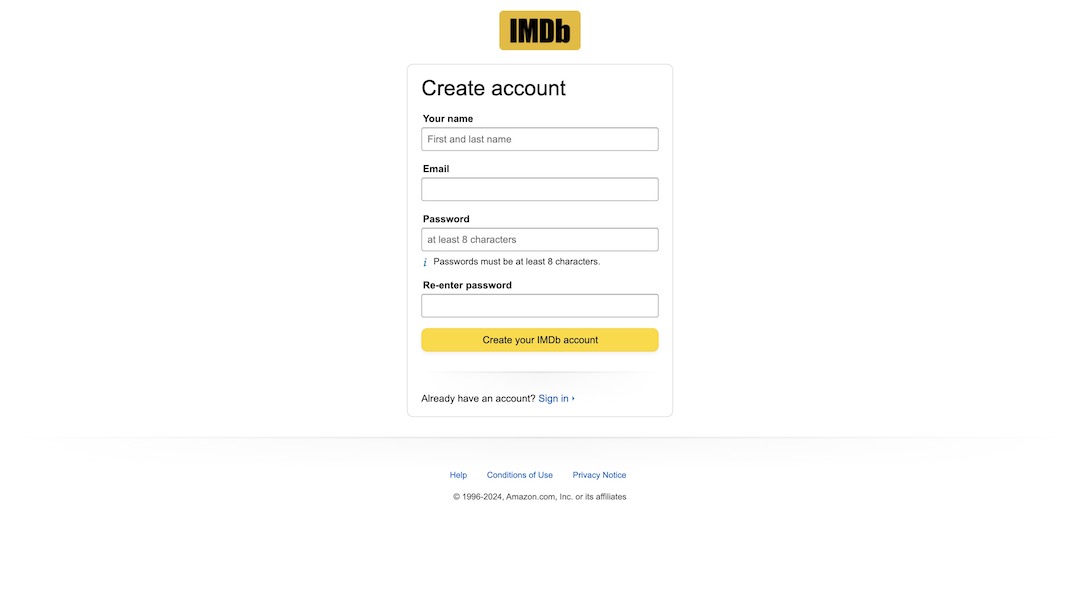 IMDb
Create account
Your name
First and last name
Email
Password
at least 8 characters
i Passwords must be at least 8 characters.
Re-enter password
Create your IMDb account
Already have an account? Sign in
Help Conditions of Use Privacy Notice
© 1996-2024, Amazon.com, Inc. or its affiliates